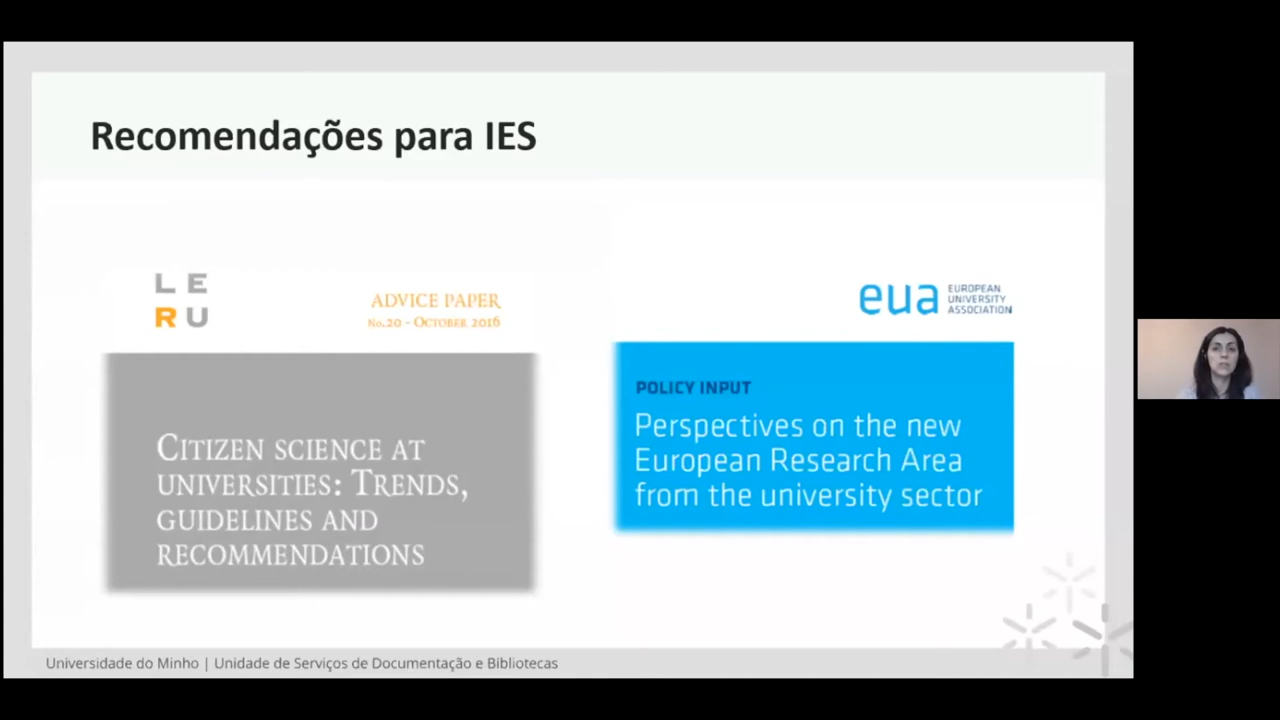 Recomendações para IES
L E
R U
ADVICE PAPER
No.20 - October 2016
Citizen science at
universities: Trends,
guidelines and
recommendations
eua
EUROPEAN
UNIVERSITY
ASSOCIATION
POLICY INPUT
Perspectives on the new
European Research Area
from the university sector
Universidade do Minho | Unidade de Serviços de Documentação e Bibliotecas